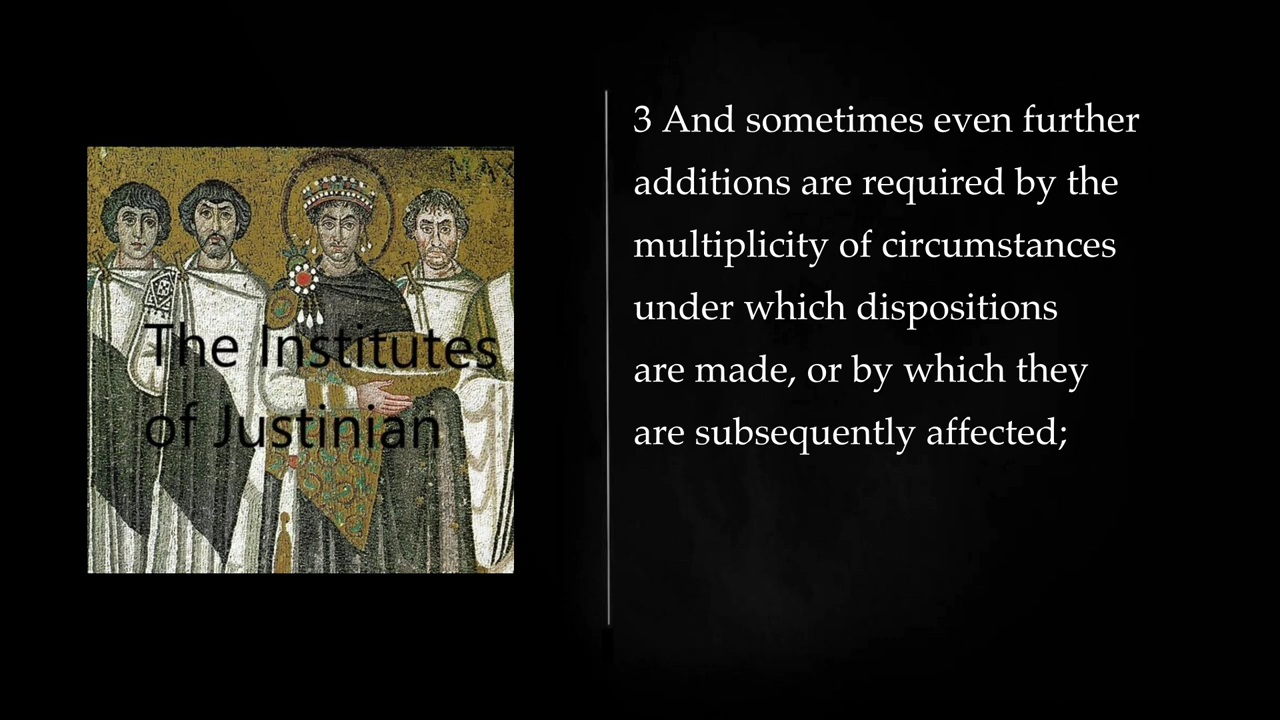 MAX
The Institutes
of Justinian
3 And sometimes even further
additions are required by the
multiplicity of circumstances
under which dispositions
are made, or by which they
are subsequently affected;